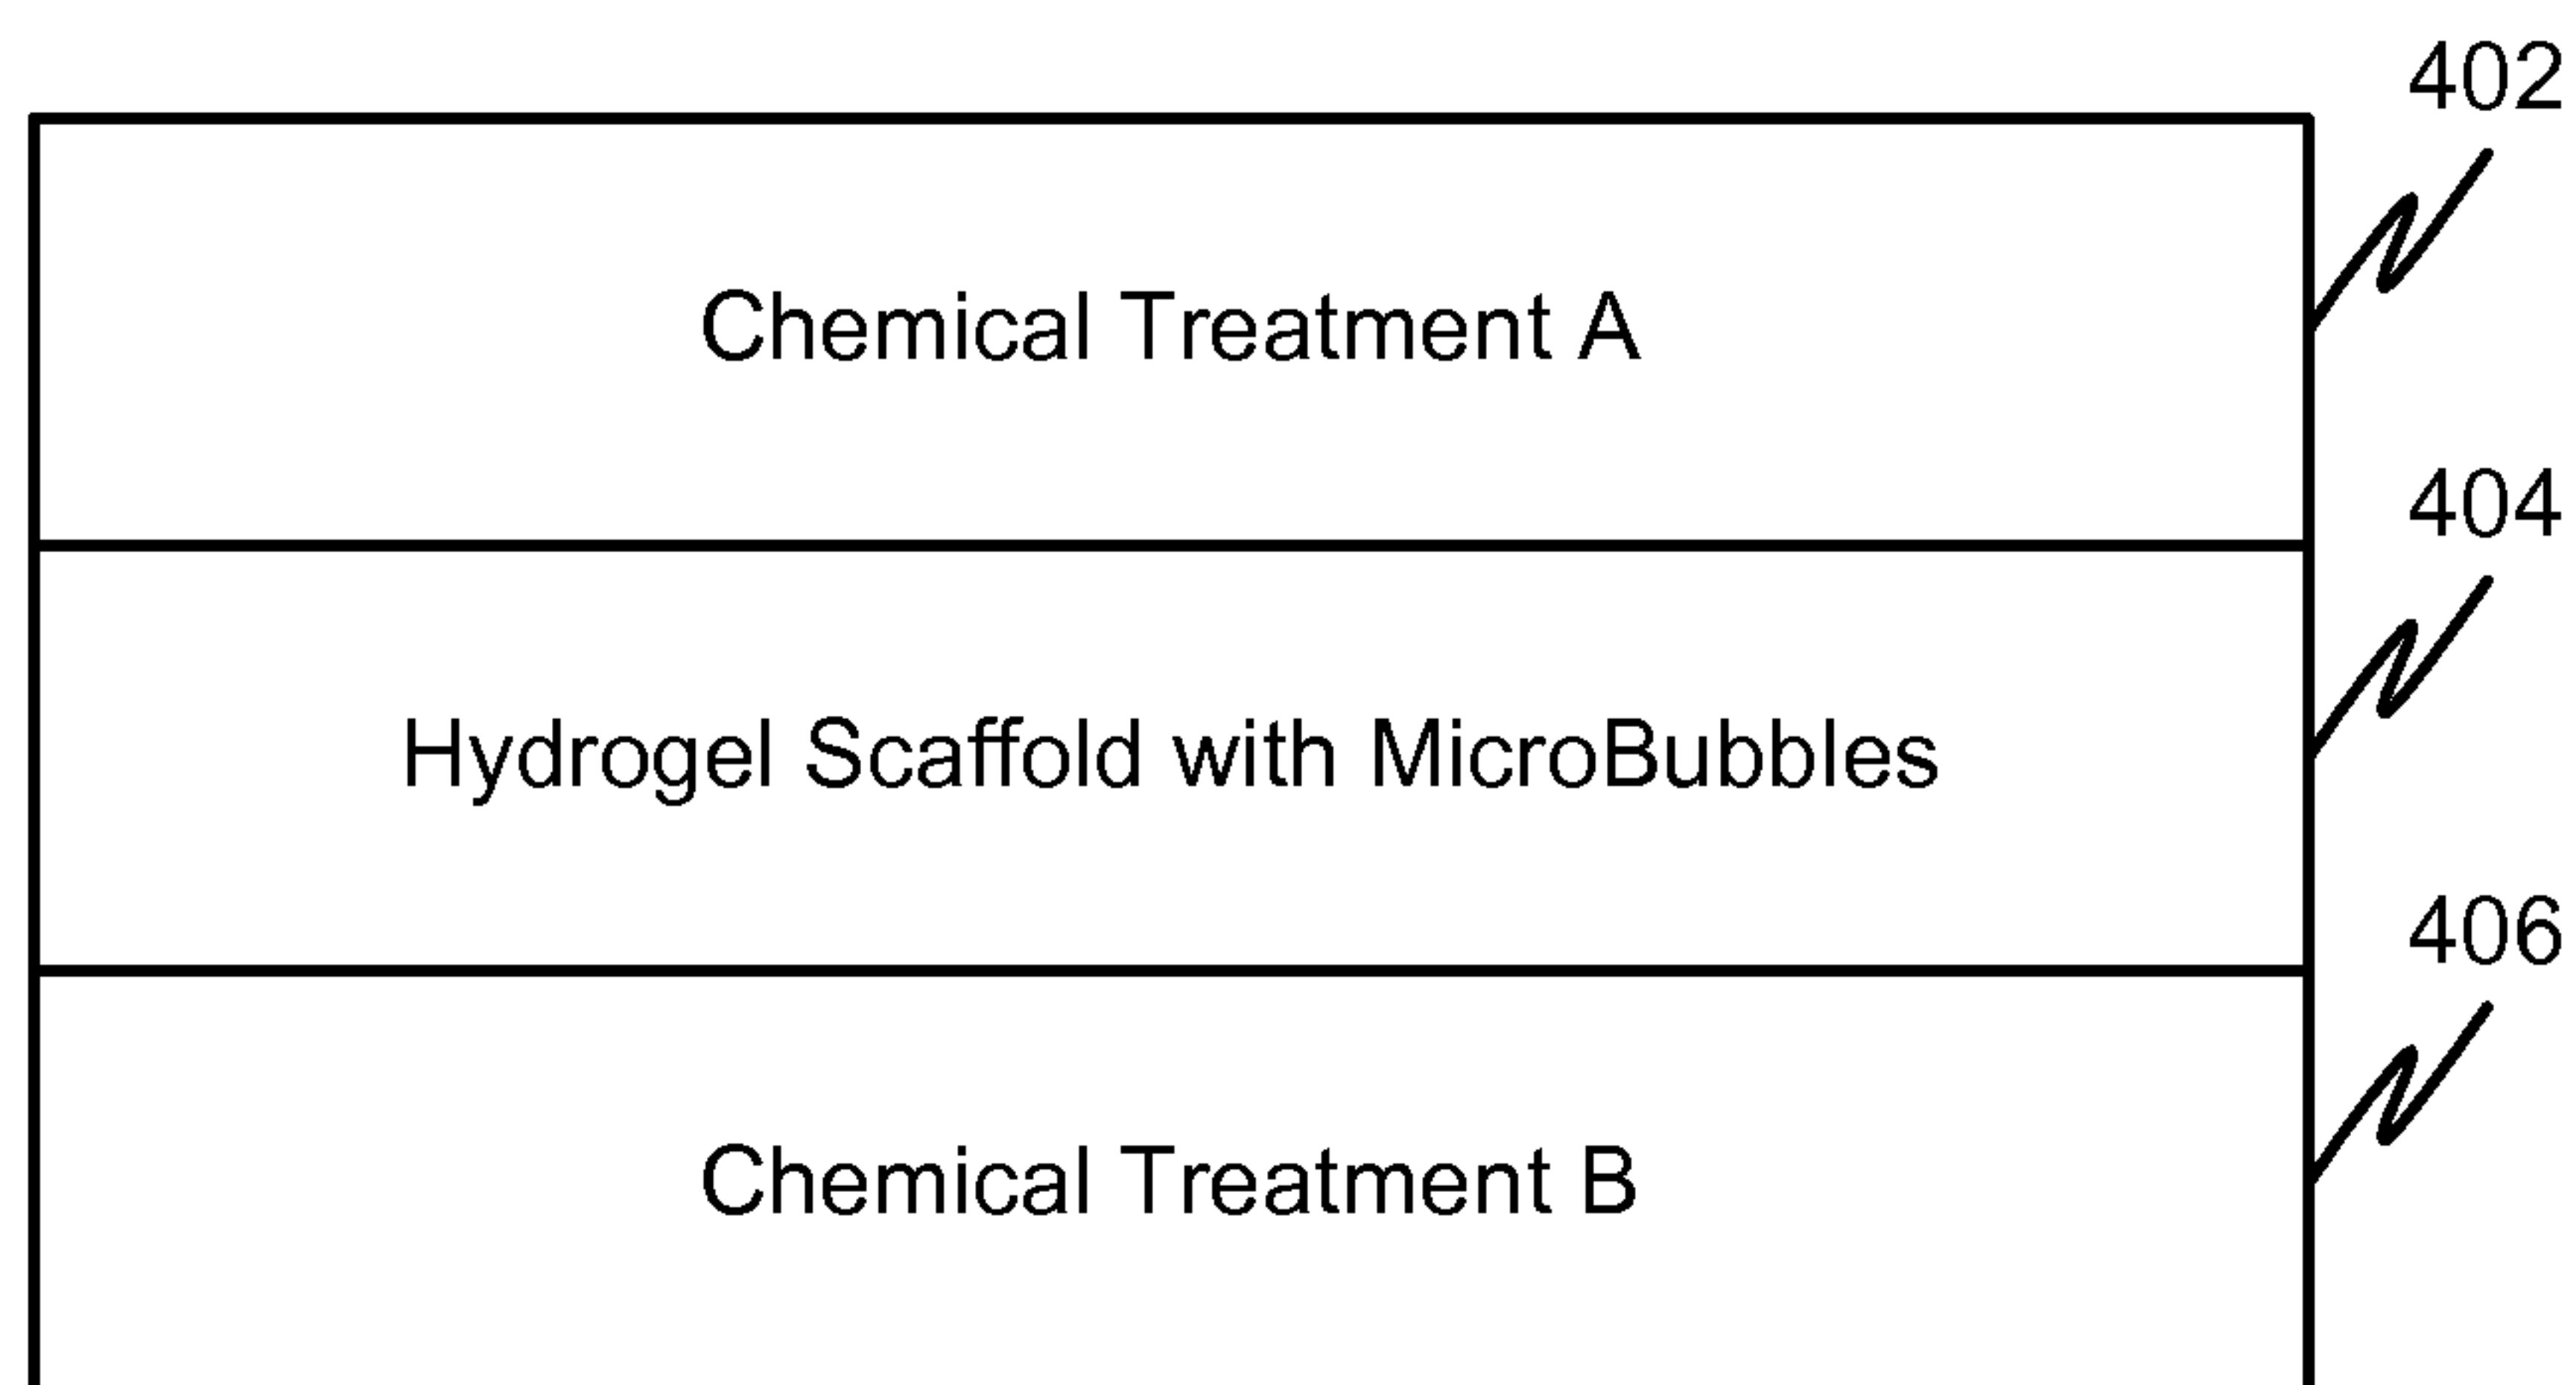 402
Chemical Treatment A
404
Hydrogel Scaffold with MicroBubbles
406
Chemical Treatment B